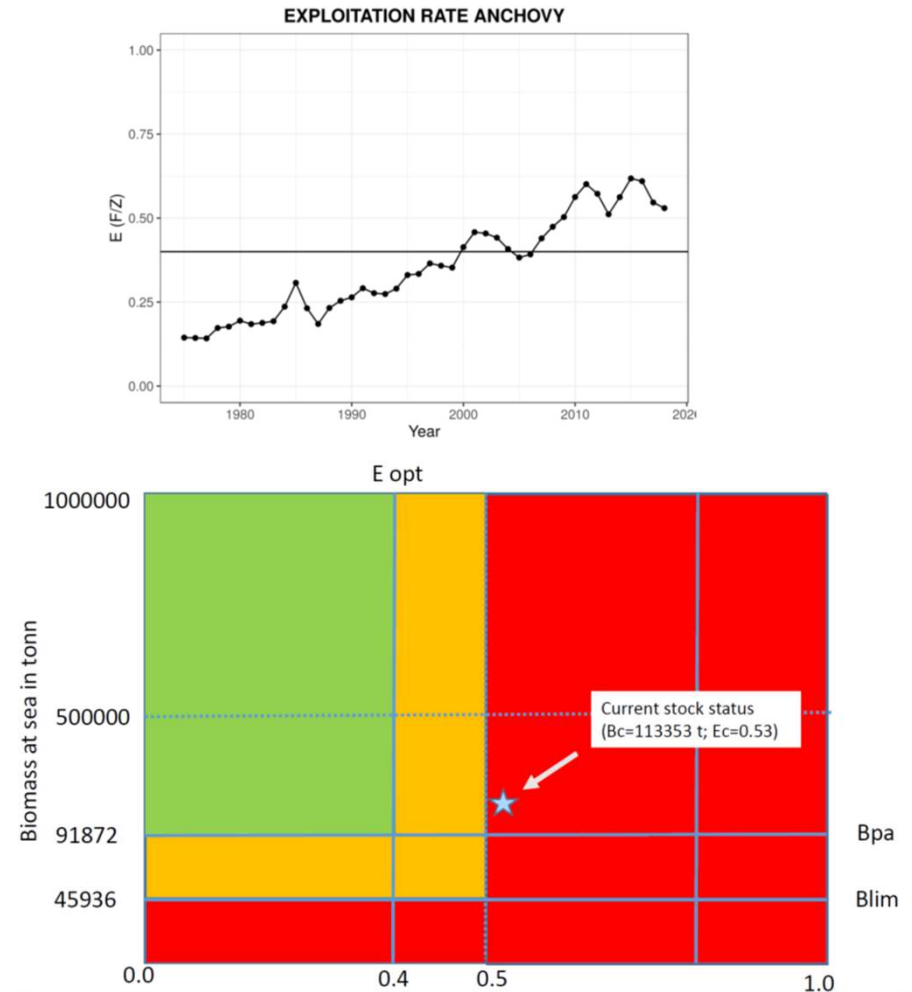 EXPLOITATION RATE ANCHOVY
1.00
0.75
0.50
0.25
0.00
E (F/Z)
1980 1990 2000 2010 202
Year
E opt
1000000
500000
91872
45936
Biomass at sea in tonn
Current stock status
(Bc=113353 t; Ec=0.53)
Bpa
Blim
0.0 0.4 0.5 1.0